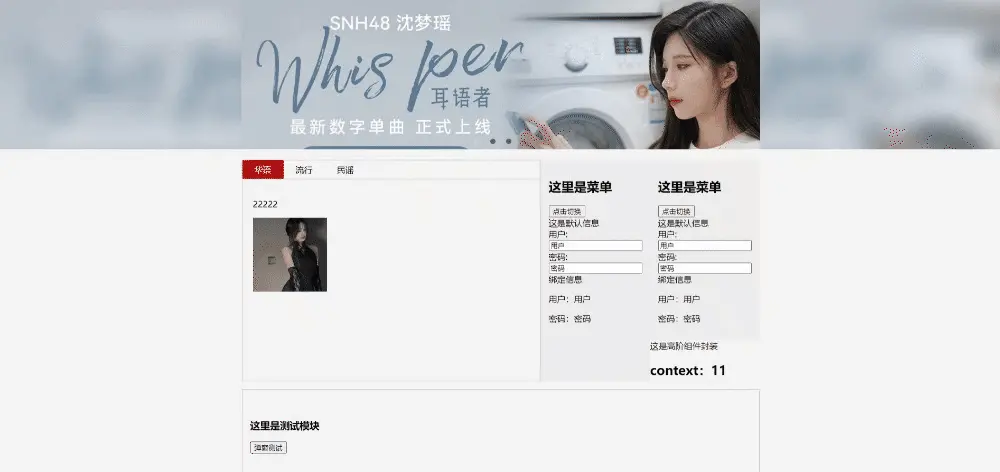 SNH48 沈梦瑶
Whisper
耳语者
最新数字单曲 正式上线
华语 流行 民谣
22222
这里是菜单
点击切换
这是默认信息
用户:
用户
密码:
密码
绑定信息
用户：用户
密码：密码
这里是菜单
点击切换
这是默认信息
用户:
用户
密码:
密码
绑定信息
用户：用户
密码：密码
这是高阶组件封装
context：11
这里是测试模块
弹窗测试